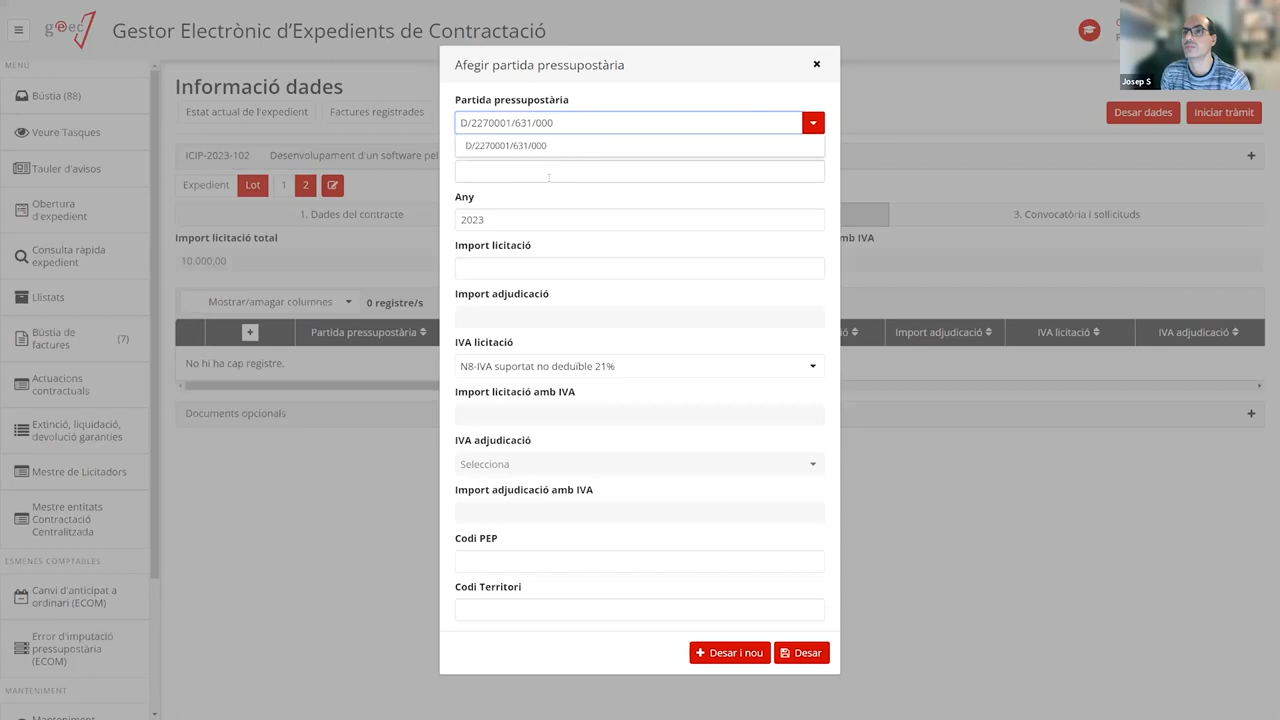 geec
Gestor Electrònic d'Expedients de Contractació
Josep S
MENÚ
Bústia (88)
Veure Tasques
Tauler d'avisos
Obertura
d'expedient
Consulta ràpida
expedient
Llistats
Bústia de
factures
(7)
Actuacions
contractuals
Extinció, liquidació,
devolució garanties
Mestre de Licitadors
Mestre entitats
Contractació
Centralitzada
ESMENES COMPTABLES
Canvi d'anticipat a
ordinari (ECOM)
Error d'imputació
pressupostària
(ECOM)
MANTENIMENT
Manteniment
Informació dades
Estat actual de l'expedient
Factures registrades
Desar dades
Iniciar tràmit
ICIP-2023-102
Desenvolupament d'un software pel
Expedient
Lot
1
2
1. Dades del contracte
3. Convocatòria i sol·licituds
Import licitació total
mb IVA
10.000,00
Mostrar/amagar columnes
0 registre/s
Partida pressupostària
ió
Import adjudicació
IVA licitació
IVA adjudicació
No hi ha cap registre.
Documents opcionals
Afegir partida pressupostària
Partida pressupostària
D/2270001/631/000
D/2270001/631/000
Any
2023
Import licitació
Import adjudicació
IVA licitació
N8-IVA suportat no deduïble 21%
Import licitació amb IVA
IVA adjudicació
Selecciona
Import adjudicació amb IVA
Codi PEP
Codi Territori
Desar i nou
Desar